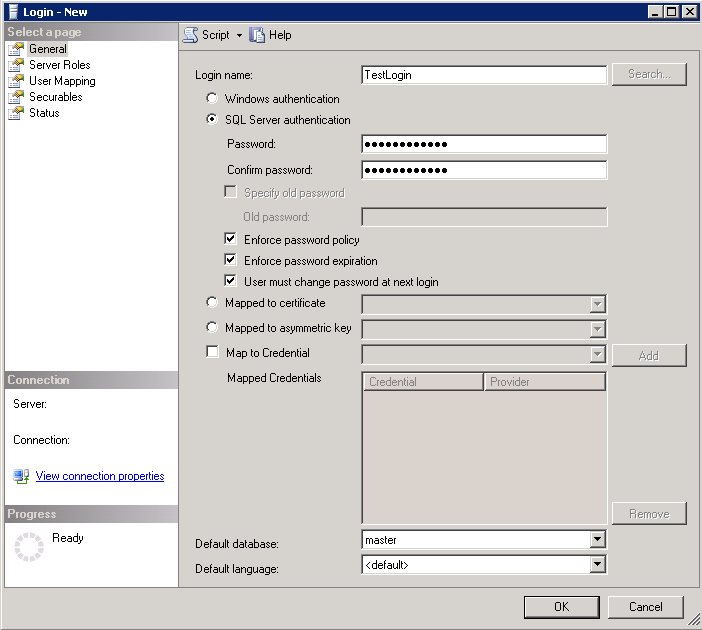 Login - New
Select a page
General
Server Roles
User Mapping
Securables
Status
Connection
Server:
Connection:
View connection properties
Progress
Ready
Script Help
Login name: TestLogin Search...
Windows authentication
SQL Server authentication
Password: ●●●●●●●●●●●●
Confirm password: ●●●●●●●●●●●●
Specify old password
Old password:
Enforce password policy
Enforce password expiration
User must change password at next login
Mapped to certificate
Mapped to asymmetric key
Map to Credential Add
Mapped Credentials Credential Provider
Remove
Default database: master
Default language: <default>
OK Cancel